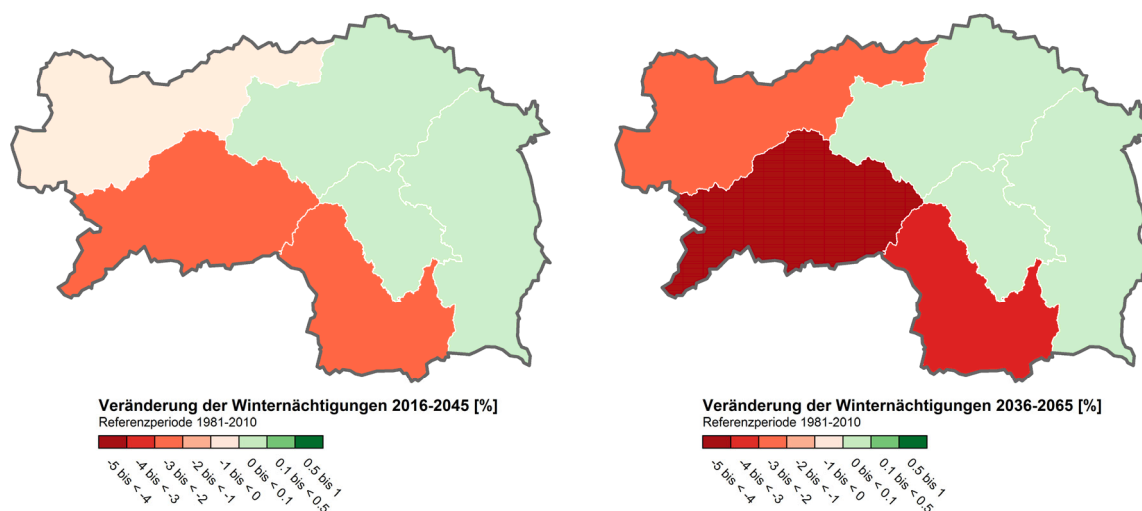 Veränderung der Winternächtigungen 2016-2045 [%]
Referenzperiode 1981-2010
-5 bis < -4
-4 bis < -3
-3 bis < -2
-2 bis < -1
-1 bis < 0
0 bis < 0.1
0.1 bis < 0.5
0.5 bis 1
Veränderung der Winternächtigungen 2036-2065 [%]
Referenzperiode 1981-2010
-5 bis < -4
-4 bis < -3
-3 bis < -2
-2 bis < -1
-1 bis < 0
0 bis < 0.1
0.1 bis < 0.5
0.5 bis 1